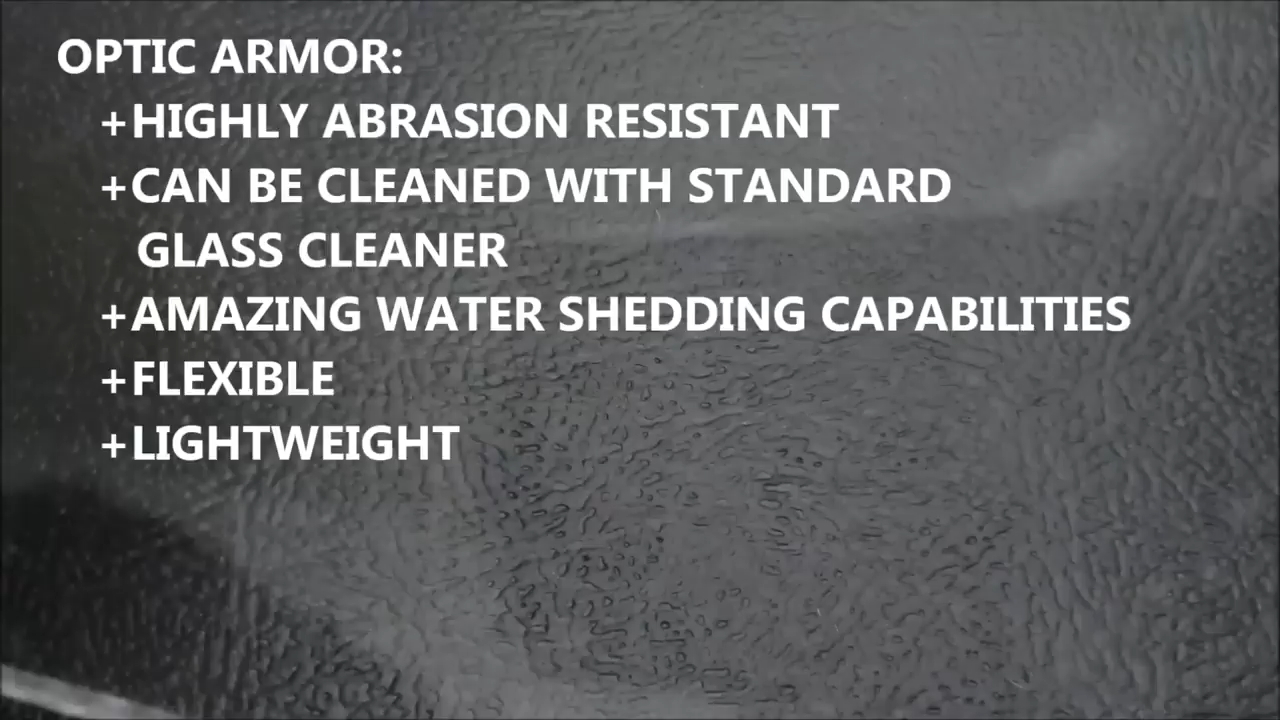 OPTIC ARMOR:
+HIGHLY ABRASION RESISTANT
+CAN BE CLEANED WITH STANDARD
GLASS CLEANER
+AMAZING WATER SHEDDING CAPABILITIES
+FLEXIBLE
+LIGHTWEIGHT